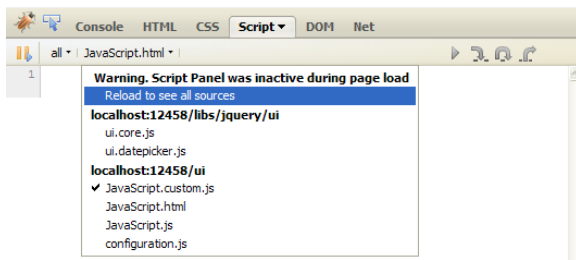 Console HTML CSS Script DOM Net
all JavaScript.html
1
Warning. Script Panel was inactive during page load
Reload to see all sources
localhost:12458/libs/jquery/ui
ui.core.js
ui.datepicker.js
localhost:12458/ui
JavaScript.custom.js
JavaScript.html
JavaScript.js
configuration.js